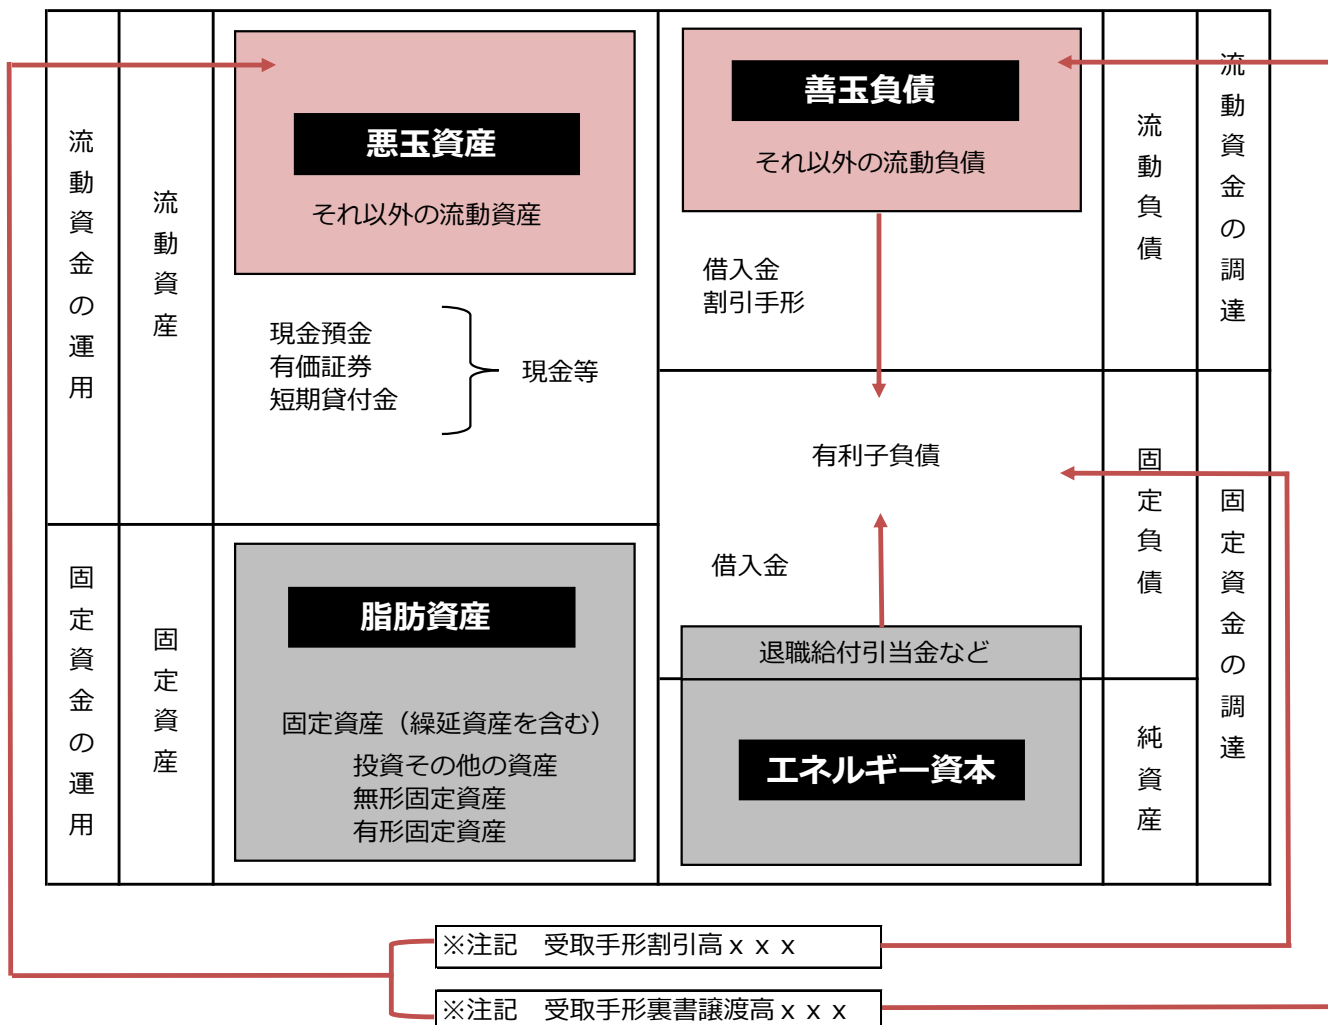 流動資金の運用
流動資産
悪玉資産
それ以外の流動資産
現金預金
有価証券
短期貸付金
現金等
固定資金の運用
固定資産
脂肪資産
固定資産（繰延資産を含む）
投資その他の資産
無形固定資産
有形固定資産
善玉負債
それ以外の流動負債
借入金
割引手形
流動負債
流動資金の調達
有利子負債
借入金
退職給付引当金など
固定負債
固定資金の調達
エネルギー資本
純資産
※注記　受取手形割引高ｘｘｘ
※注記　受取手形裏書譲渡高ｘｘｘ